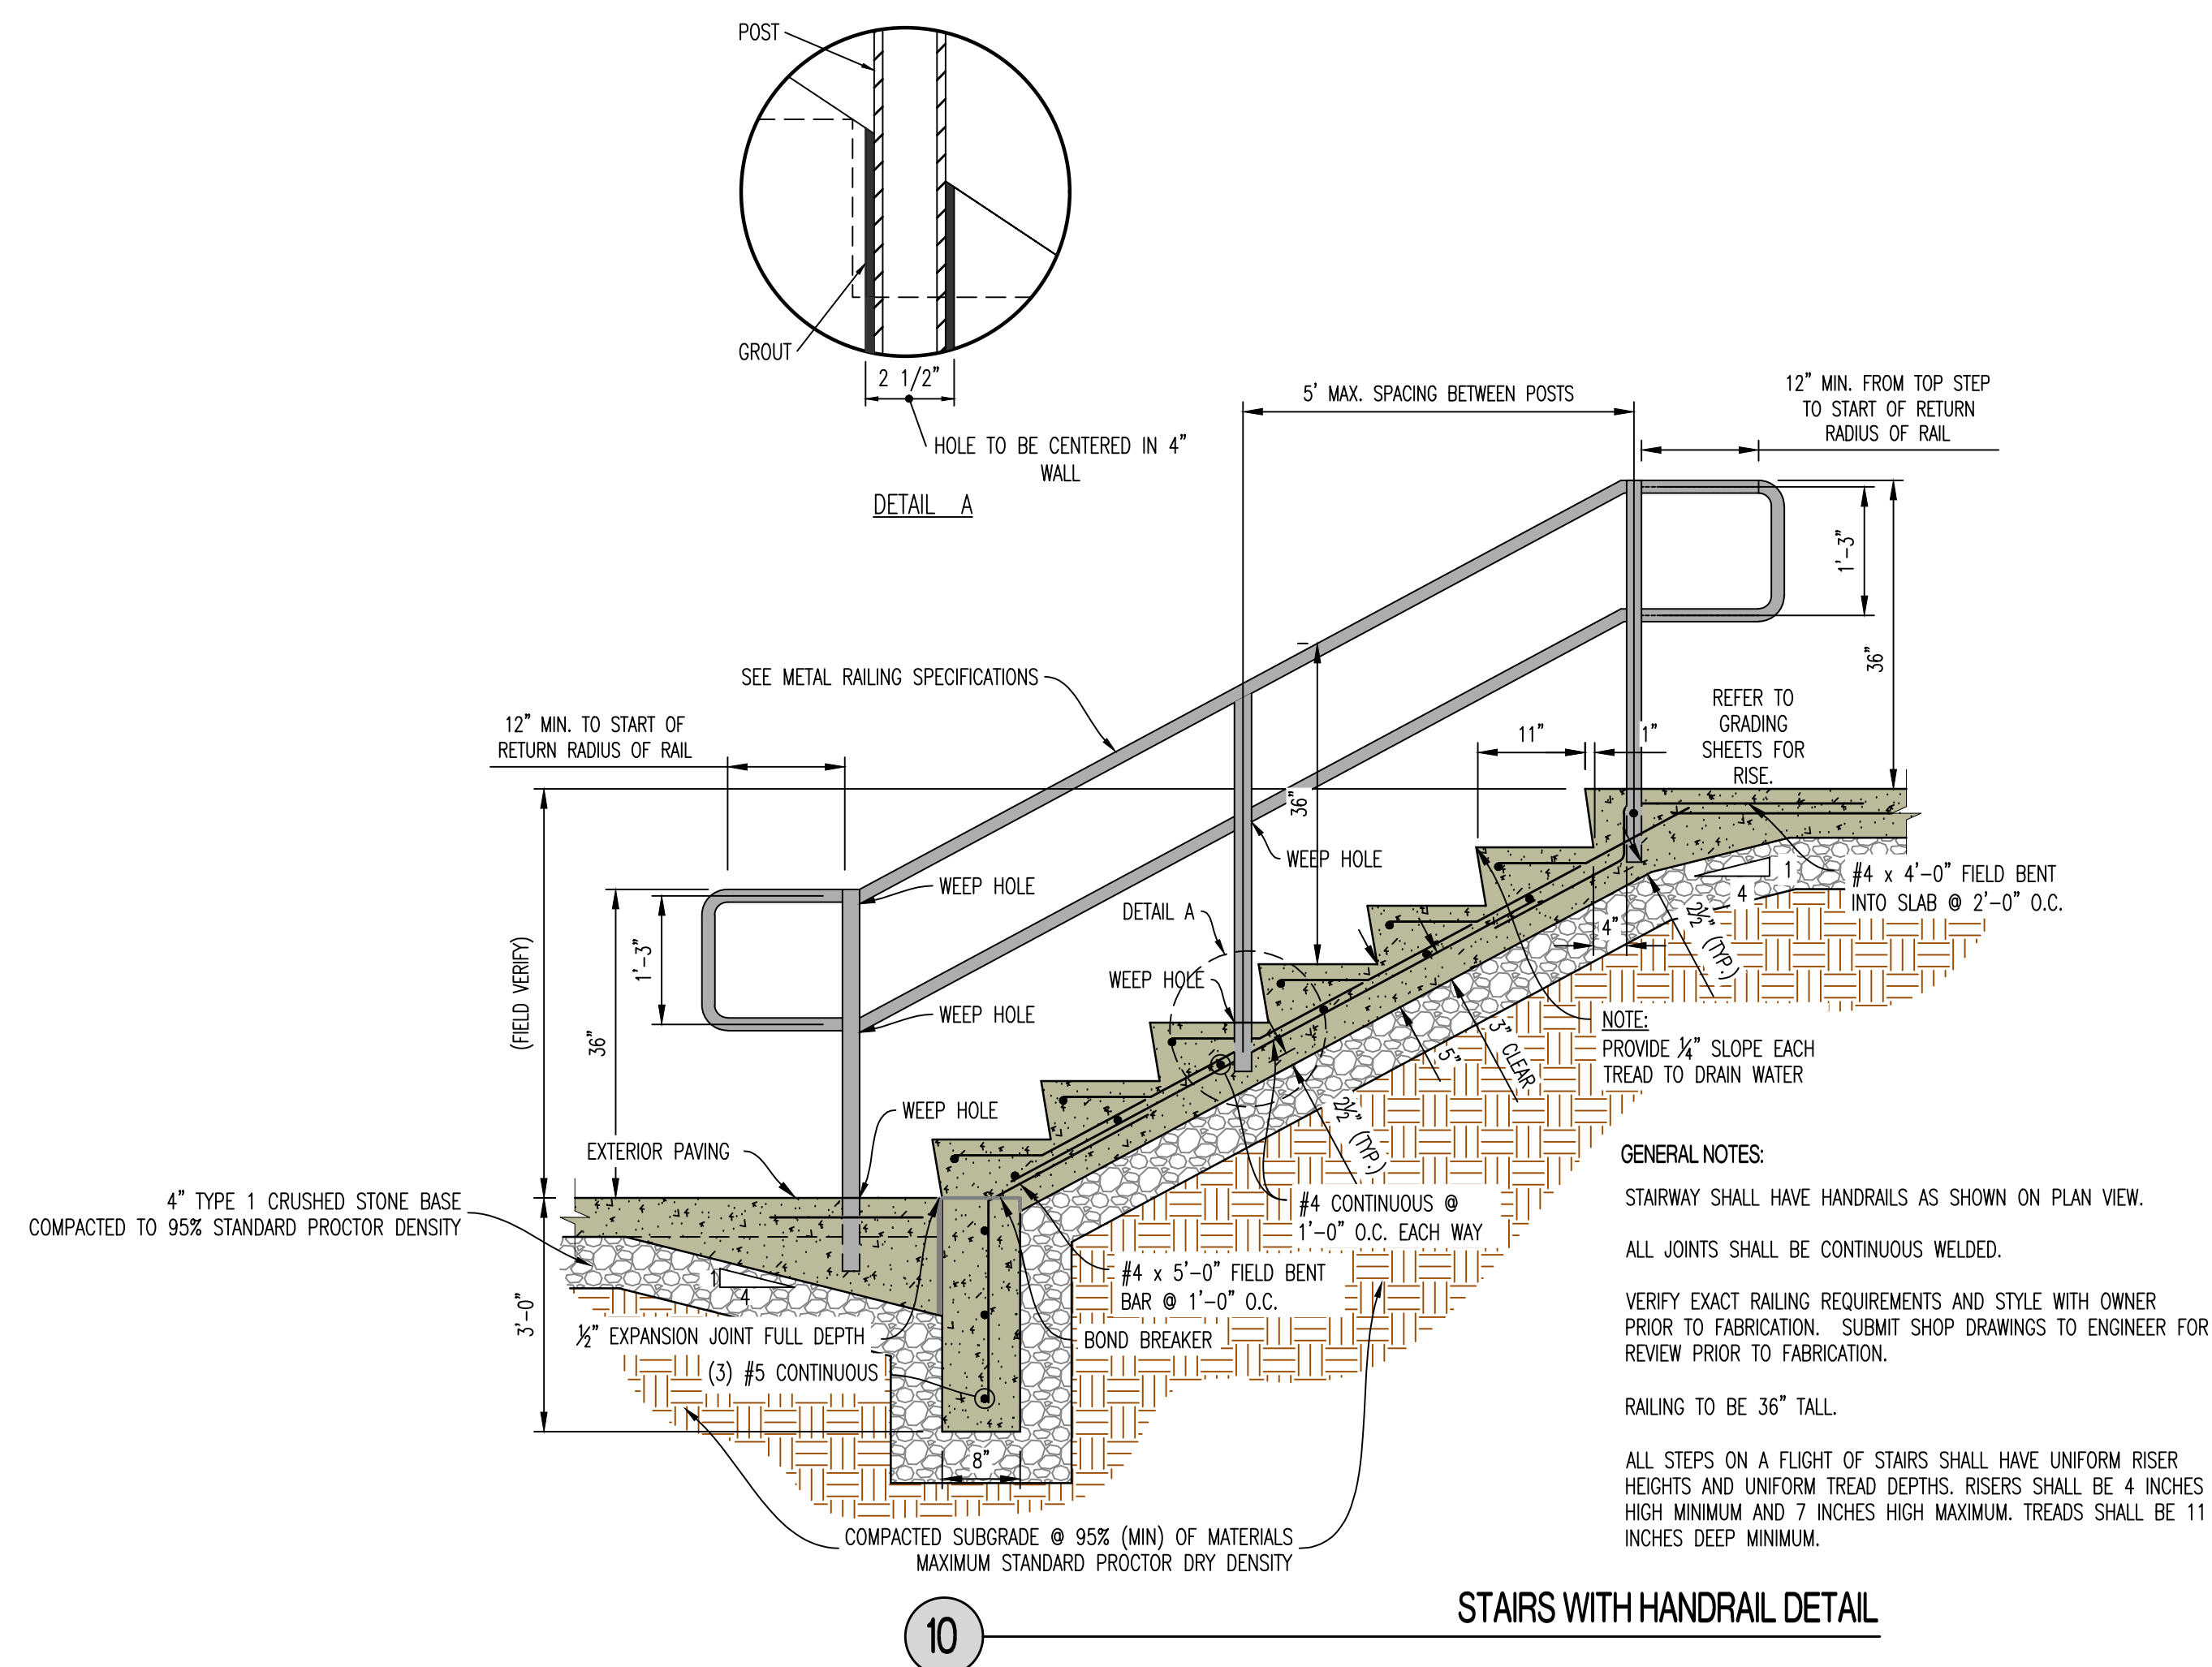 POST
GROUT
2 1/2"
HOLE TO BE CENTERED IN 4"
WALL
DETAIL A
5' MAX. SPACING BETWEEN POSTS
12" MIN. FROM TOP STEP
TO START OF RETURN
RADIUS OF RAIL
1'-3"
36"
SEE METAL RAILING SPECIFICATIONS
12" MIN. TO START OF
RETURN RADIUS OF RAIL
REFER TO
GRADING
SHEETS FOR
RISE.
11"
1"
36"
WEEP HOLE
WEEP HOLE
DETAIL A
WEEP HOLE
WEEP HOLE
WEEP HOLE
(FIELD VERIFY)
1'-3"
36"
1
4
#4 x 4'-0" FIELD BENT
INTO SLAB @ 2'-0" O.C.
4"
2½" (TYP.)
NOTE:
PROVIDE ¼" SLOPE EACH
TREAD TO DRAIN WATER
3" CLEAR
5"
2½" (TYP.)
EXTERIOR PAVING
4" TYPE 1 CRUSHED STONE BASE
COMPACTED TO 95% STANDARD PROCTOR DENSITY
#4 CONTINUOUS @
1'-0" O.C. EACH WAY
#4 x 5'-0" FIELD BENT
BAR @ 1'-0" O.C.
BOND BREAKER
1
4
3'-0"
½" EXPANSION JOINT FULL DEPTH
(3) #5 CONTINUOUS
8"
COMPACTED SUBGRADE @ 95% (MIN) OF MATERIALS
MAXIMUM STANDARD PROCTOR DRY DENSITY
GENERAL NOTES:
STAIRWAY SHALL HAVE HANDRAILS AS SHOWN ON PLAN VIEW.
ALL JOINTS SHALL BE CONTINUOUS WELDED.
VERIFY EXACT RAILING REQUIREMENTS AND STYLE WITH OWNER
PRIOR TO FABRICATION. SUBMIT SHOP DRAWINGS TO ENGINEER FOR
REVIEW PRIOR TO FABRICATION.
RAILING TO BE 36" TALL.
ALL STEPS ON A FLIGHT OF STAIRS SHALL HAVE UNIFORM RISER
HEIGHTS AND UNIFORM TREAD DEPTHS. RISERS SHALL BE 4 INCHES
HIGH MINIMUM AND 7 INCHES HIGH MAXIMUM. TREADS SHALL BE 11
INCHES DEEP MINIMUM.
STAIRS WITH HANDRAIL DETAIL
10